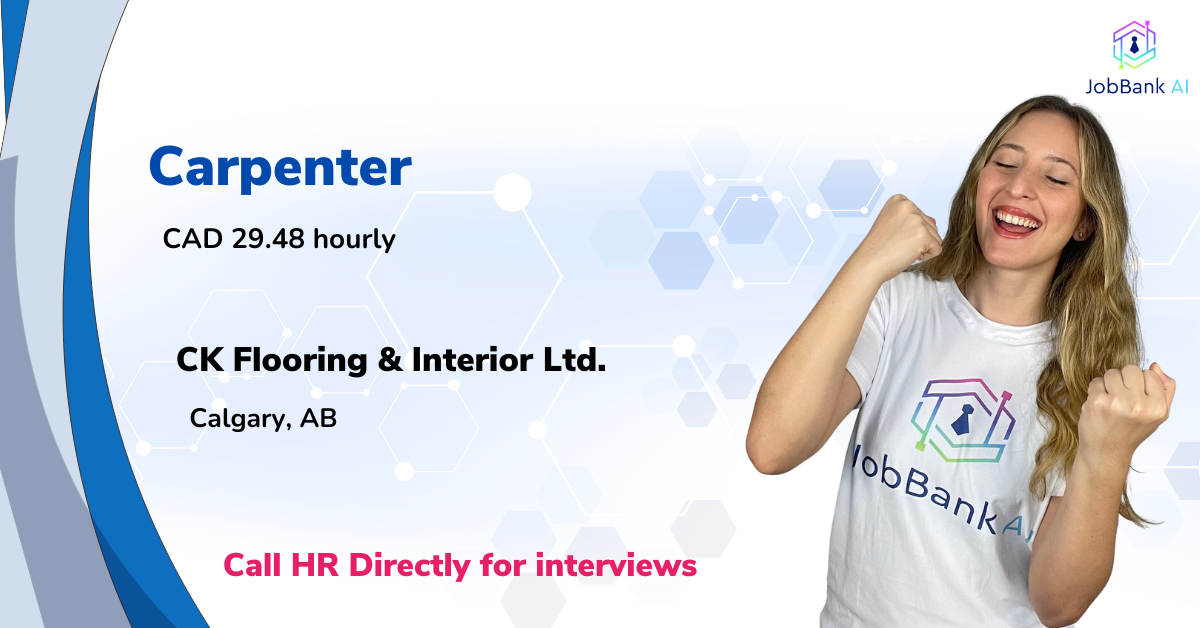 JobBank AI
Carpenter
CAD 29.48 hourly
CK Flooring & Interior Ltd.
Calgary, AB
JobBank AI
Call HR Directly for interviews